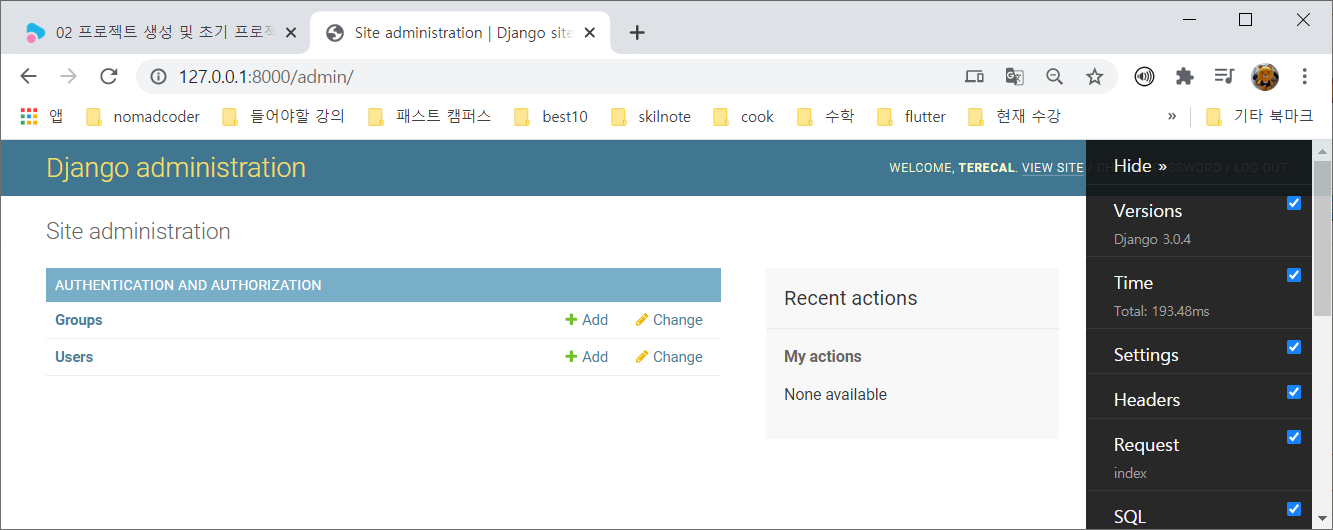 02 프로젝트 생성 및 초기 프로젝
Site administration | Django site
127.0.0.1:8000/admin/
앱 nomadcoder 들어야할 강의 패스트 캠퍼스 best10 skilnote cook 수학 flutter 현재 수강 » 기타 북마크
Django administration
WELCOME, TERECAL. VIEW SITE / CHANGE PASSWORD / LOG OUT
Site administration
AUTHENTICATION AND AUTHORIZATION
Groups Add Change
Users Add Change
Recent actions
My actions
None available
Hide »
Versions
Django 3.0.4
Time
Total: 193.48ms
Settings
Headers
Request
index
SQL